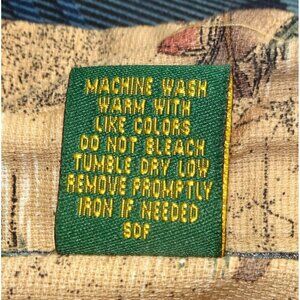 MACHINE WASH
WARM WITH
LIKE COLORS
DO NOT BLEACH
TUMBLE DRY LOW
REMOVE PROMPTLY
IRON IF NEEDED
SDF